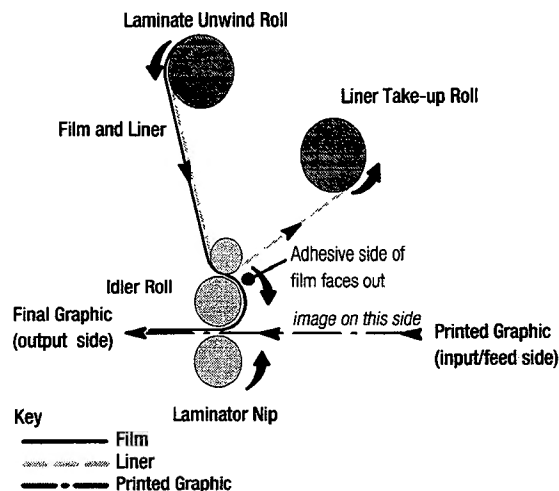 Laminate Unwind Roll
Liner Take-up Roll
Film and Liner
Adhesive side of
film faces out
Idler Roll
Final Graphic
(output side)
image on this side
Printed Graphic
(input/feed side)
Laminator Nip
Key
Film
Liner
Printed Graphic